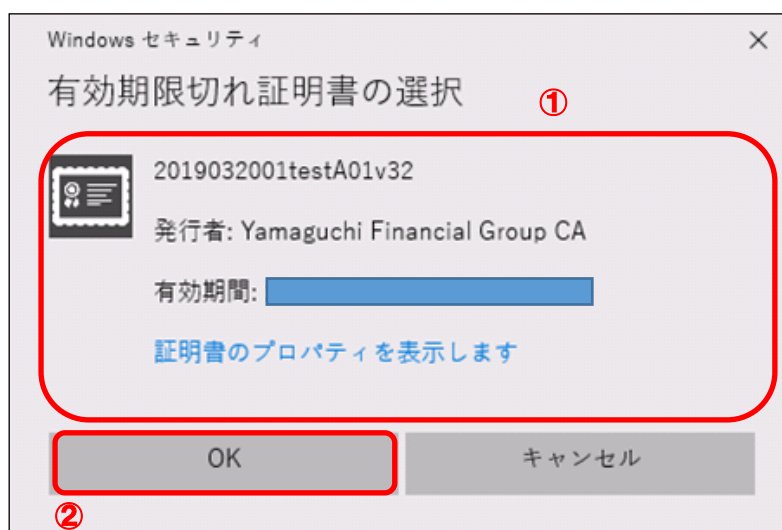 Windows セキュリティ
有効期限切れ証明書の選択
①
2019032001testA01v32
発行者: Yamaguchi Financial Group CA
有効期間:
証明書のプロパティを表示します
OK
キャンセル
②